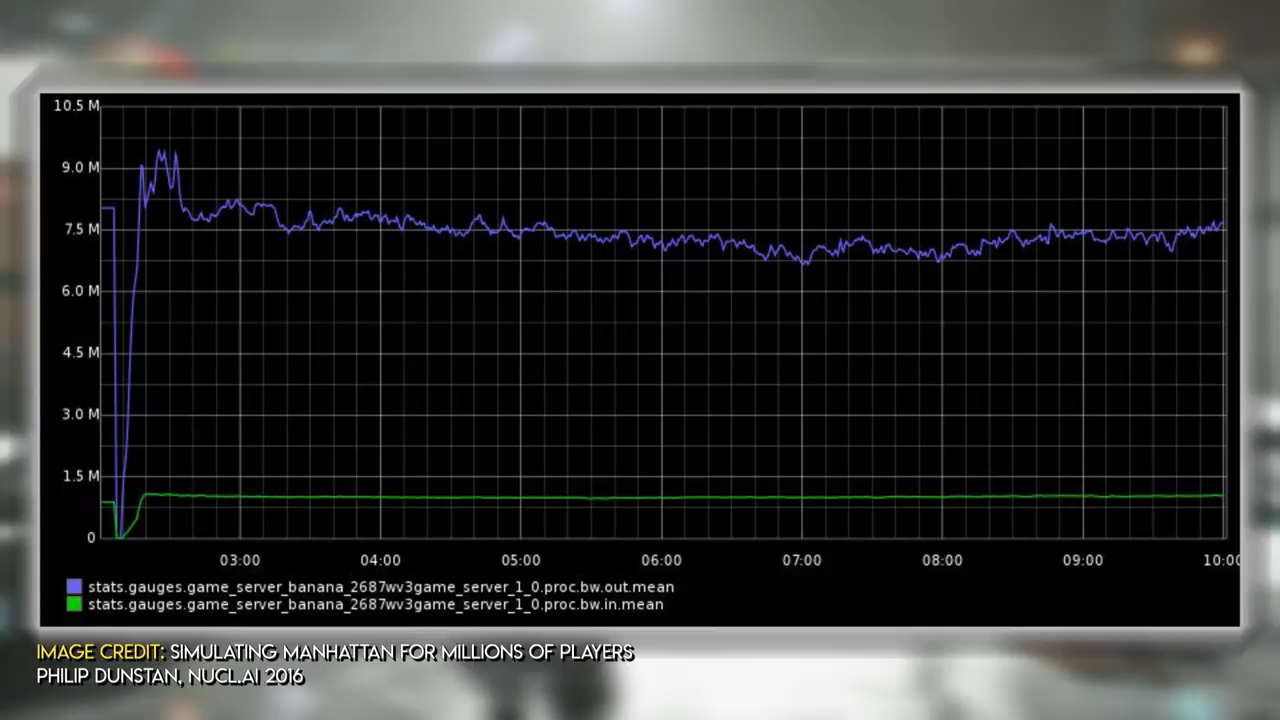 10.5 M
9.0 M
7.5 M
6.0 M
4.5 M
3.0 M
1.5 M
0
03:00 04:00 05:00 06:00 07:00 08:00 09:00 10:00
stats.gauges.game_server_banana_2687wv3game_server_1_0.proc.bw.out.mean
stats.gauges.game_server_banana_2687wv3game_server_1_0.proc.bw.in.mean
IMAGE CREDIT: SIMULATING MANHATTAN FOR MILLIONS OF PLAYERS
PHILIP DUNSTAN, NUCL.AI 2016